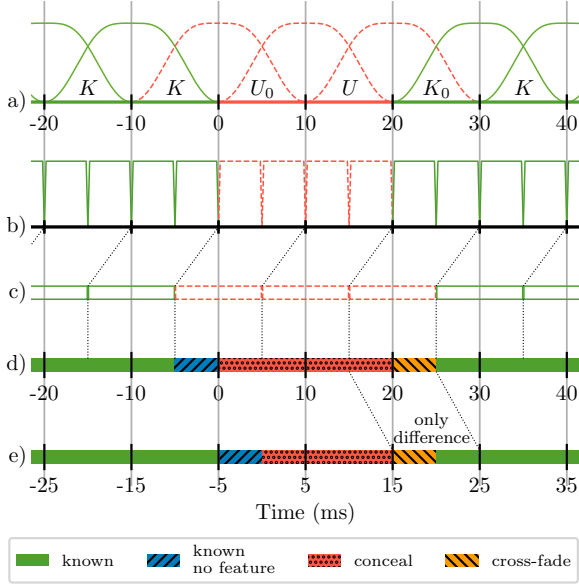 K K U0 U K0 K
a)
-20 -10 0 10 20 30 40
b)
c)
d)
-20 -10 0 10 20 30 40
only
difference
e)
-25 -15 -5 5 15 25 35
Time (ms)
known
known
no feature
conceal
cross-fade